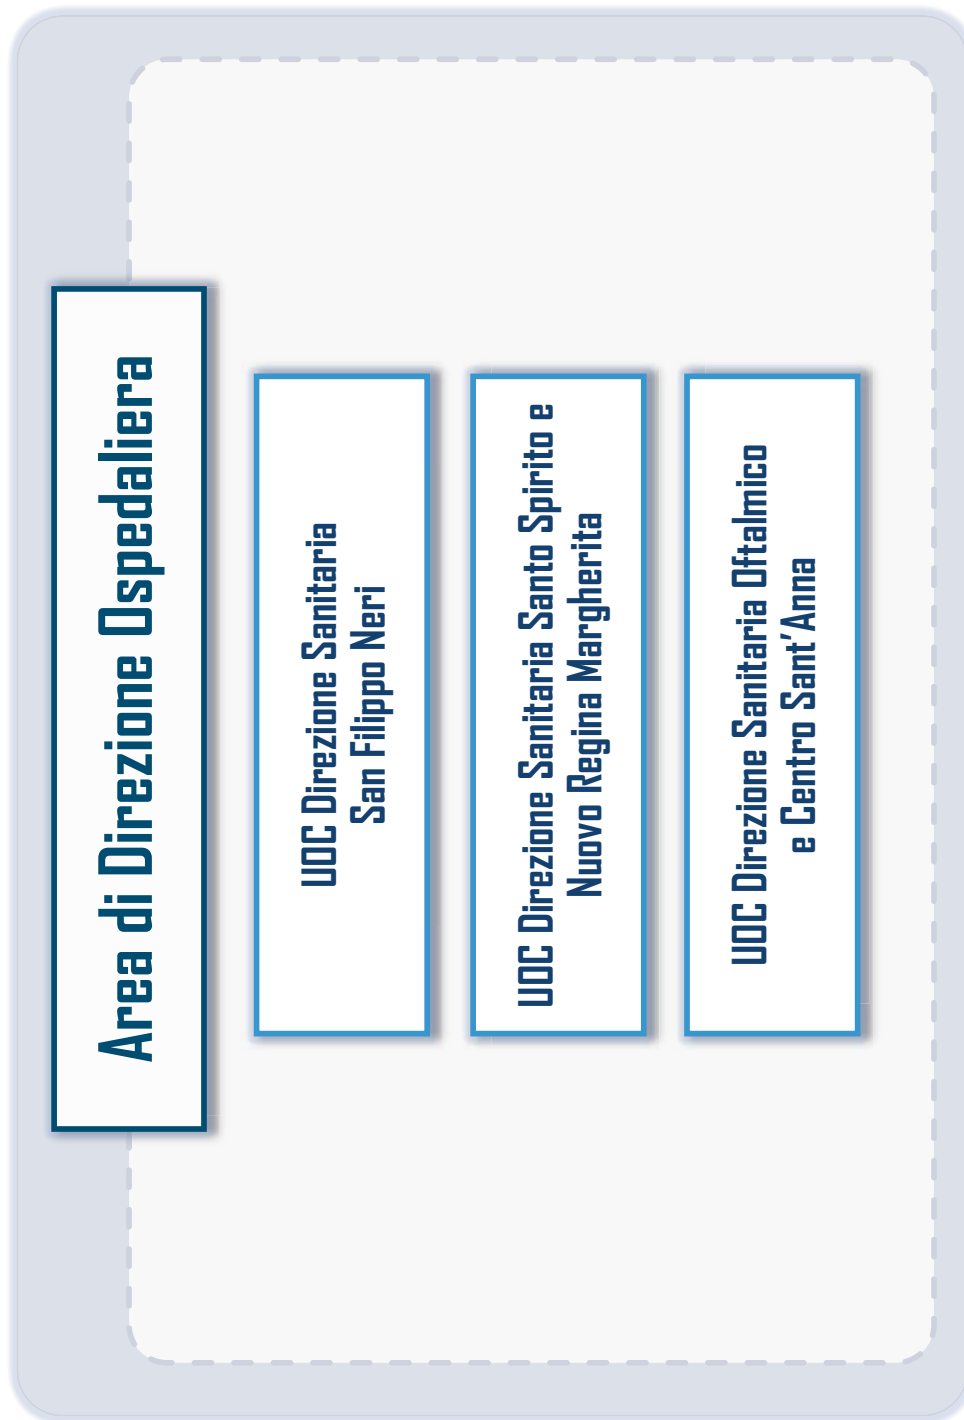 Area di Direzione Ospedaliera
UOC Direzione Sanitaria
San Filippo Neri
UOC Direzione Sanitaria Santo Spirito e
Nuovo Regina Margherita
UOC Direzione Sanitaria Oftalmico
e Centro Sant'Anna